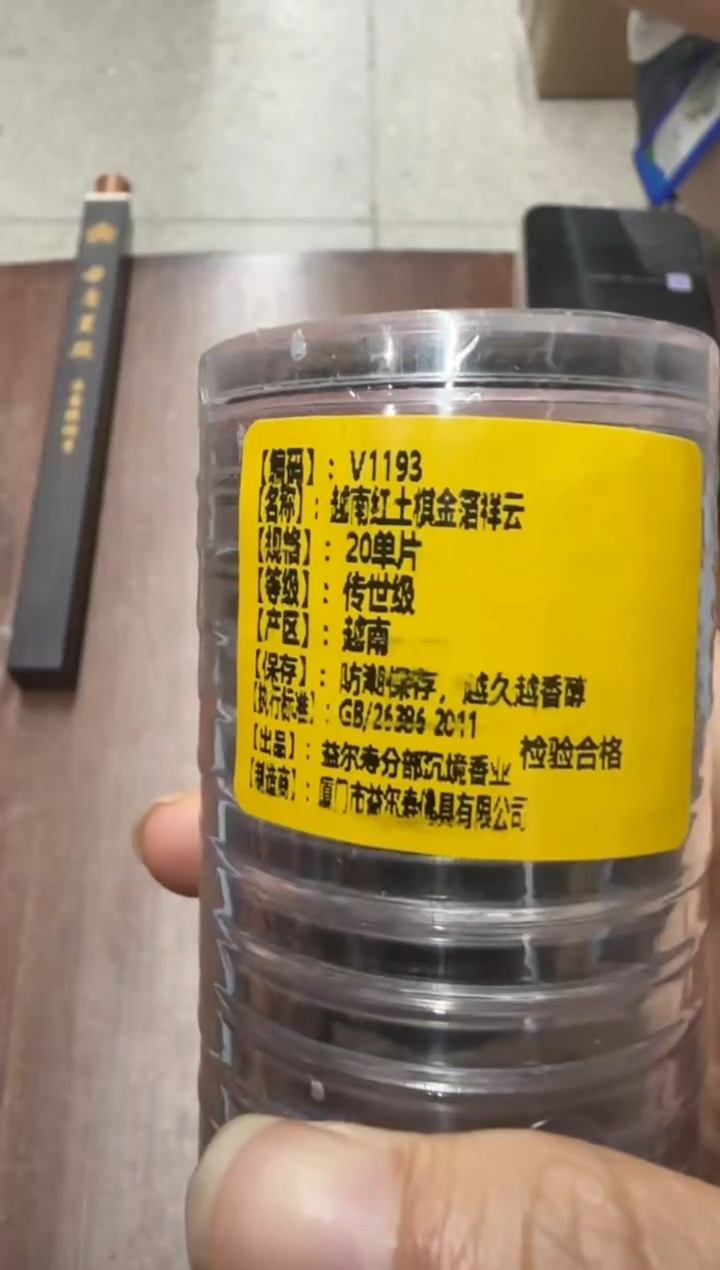 【编码】：V1193
【名称】：越南红土棋金箔祥云
【规格】：20单片
【等级】：传世级
【产区】：越南
【保存】：防潮保存，越久越香醇
【执行标准】：GB/26386 2011
【出品】：益尔寿分部沉境香业 检验合格
【制造商】：厦门市益尔寿佛具有限公司